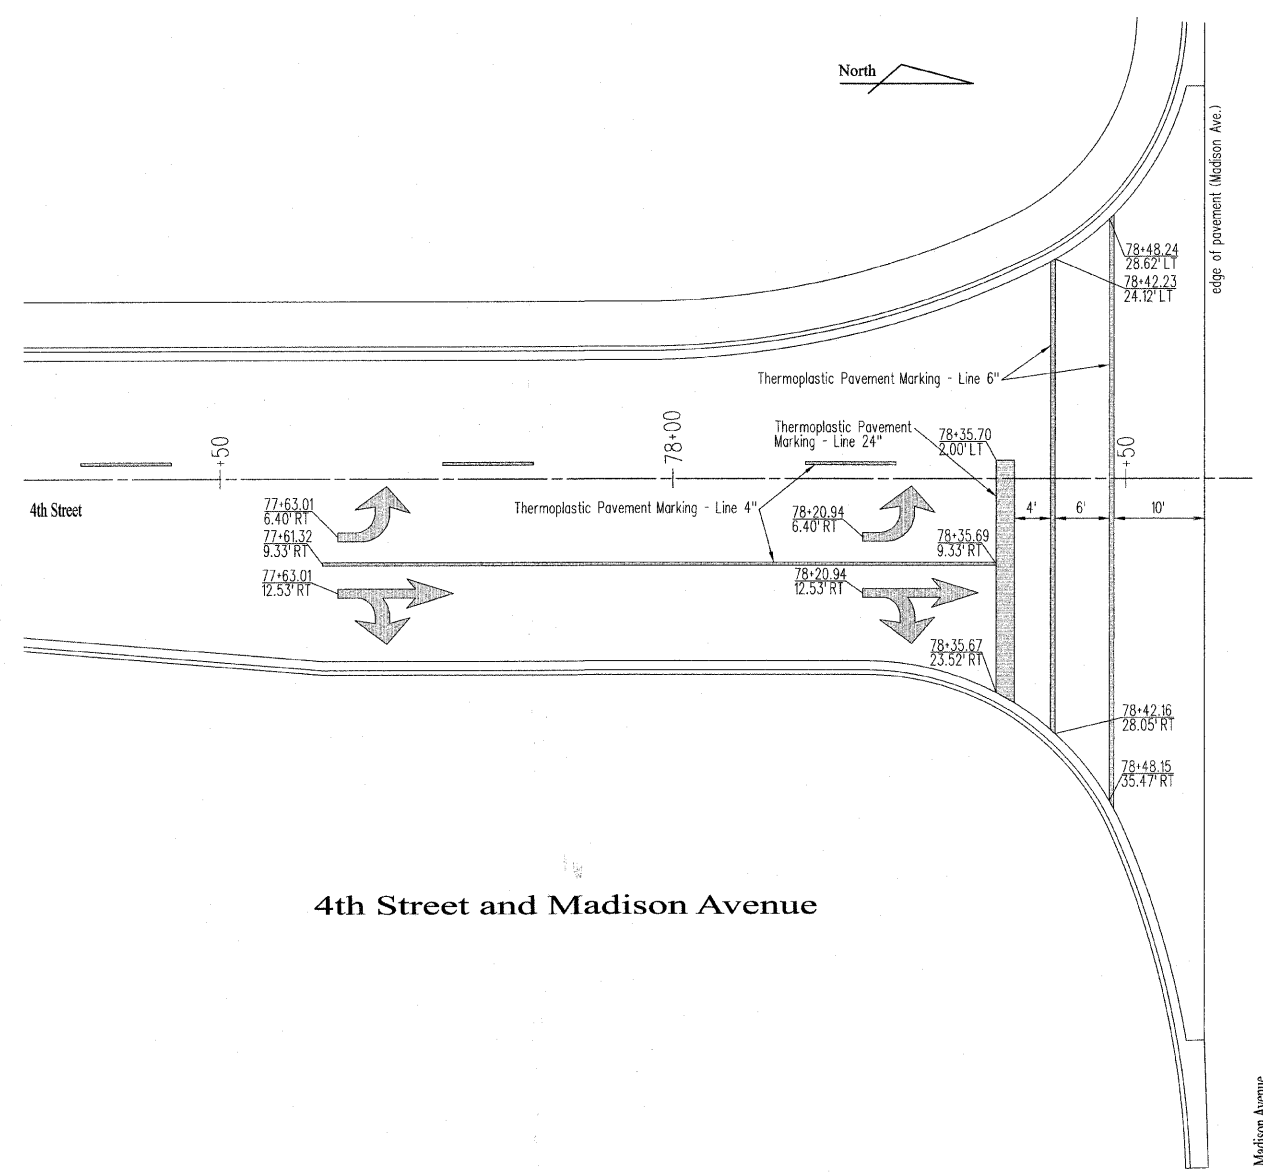 North
edge of pavement (Madison Ave.)
78+48.24
28.62' LT
78+42.23
24.12' LT
Thermoplastic Pavement Marking - Line 6"
Thermoplastic Pavement
Marking - Line 24"
78+35.70
2.00' LT
+50
78+00
+50
4th Street
77+63.01
6.40' RT
77+61.32
9.33' RT
77+63.01
12.53' RT
Thermoplastic Pavement Marking - Line 4"
78+20.94
6.40' RT
78+35.69
9.33' RT
78+20.94
12.53' RT
4'
6'
10'
78+35.67
23.52' RT
78+42.16
28.05' RT
78+48.15
35.47' RT
4th Street and Madison Avenue
Madison Avenue